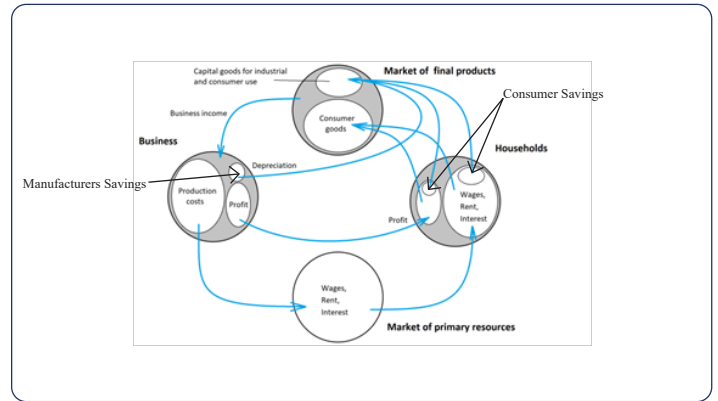 Capital goods for industrial
and consumer use
Market of final products
Consumer Savings
Business income
Consumer
goods
Business
Households
Depreciation
Manufacturers Savings
Production
costs
Profit
Wages,
Rent,
Interest
Profit
Wages,
Rent,
Interest
Market of primary resources